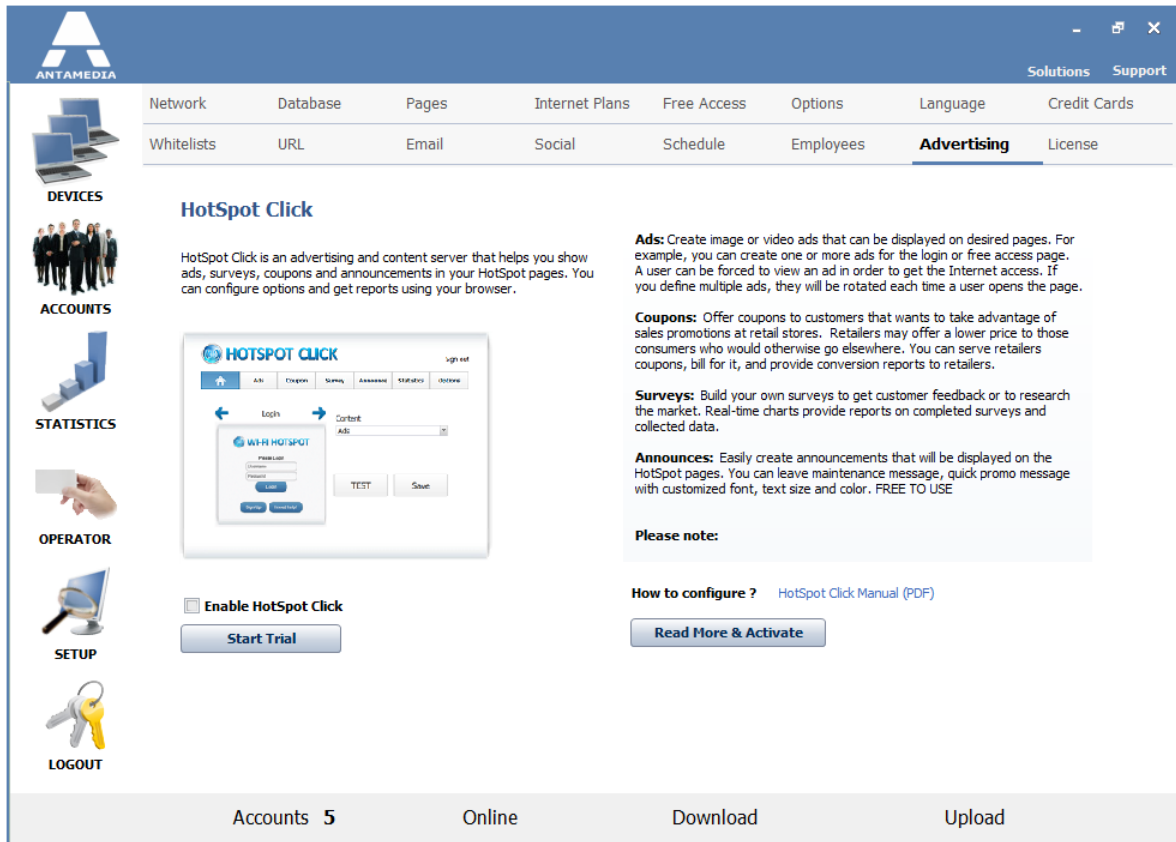 ANTAMEDIA
Solutions Support
Network Database Pages Internet Plans Free Access Options Language Credit Cards
Whitelists URL Email Social Schedule Employees Advertising License
DEVICES
ACCOUNTS
STATISTICS
OPERATOR
SETUP
LOGOUT
HotSpot Click
HotSpot Click is an advertising and content server that helps you show
ads, surveys, coupons and announcements in your HotSpot pages. You
can configure options and get reports using your browser.
HOTSPOT CLICK
Sign out
Ads Coupon Survey Announces Statistics Options
Login
Content
Ads
WI-FI HOTSPOT
Please Login
Username
Password
Login
TEST Save
Enable HotSpot Click
Start Trial
Ads: Create image or video ads that can be displayed on desired pages. For
example, you can create one or more ads for the login or free access page.
A user can be forced to view an ad in order to get the Internet access. If
you define multiple ads, they will be rotated each time a user opens the page.
Coupons: Offer coupons to customers that wants to take advantage of
sales promotions at retail stores. Retailers may offer a lower price to those
consumers who would otherwise go elsewhere. You can serve retailers
coupons, bill for it, and provide conversion reports to retailers.
Surveys: Build your own surveys to get customer feedback or to research
the market. Real-time charts provide reports on completed surveys and
collected data.
Announces: Easily create announcements that will be displayed on the
HotSpot pages. You can leave maintenance message, quick promo message
with customized font, text size and color. FREE TO USE
Please note:
How to configure ? HotSpot Click Manual (PDF)
Read More & Activate
Accounts 5 Online Download Upload